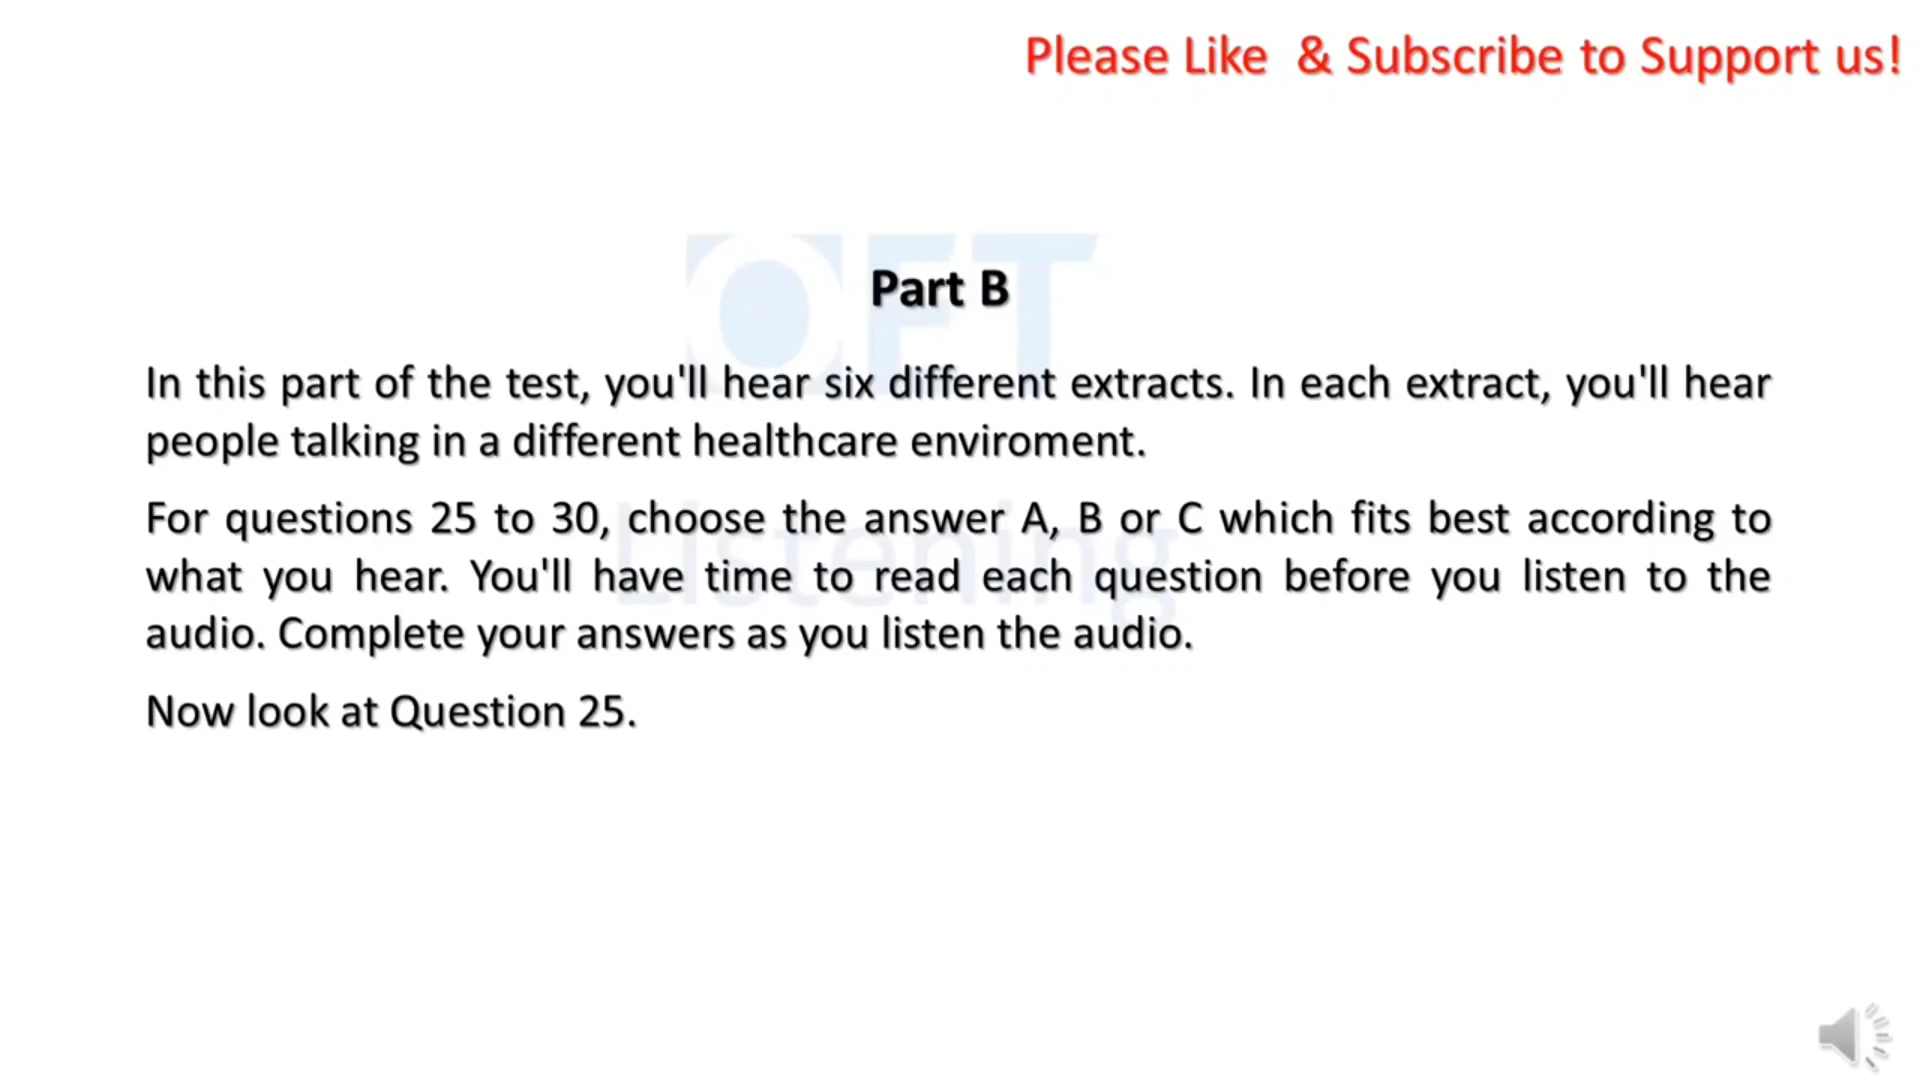 Please Like & Subscribe to Support us!
OET
Part B
In this part of the test, you'll hear six different extracts. In each extract, you'll hear
people talking in a different healthcare enviroment.
For questions 25 to 30, choose the answer A, B or C which fits best according to
what you hear. You'll have time to read each question before you listen to the
audio. Complete your answers as you listen the audio.
Listening
Now look at Question 25.